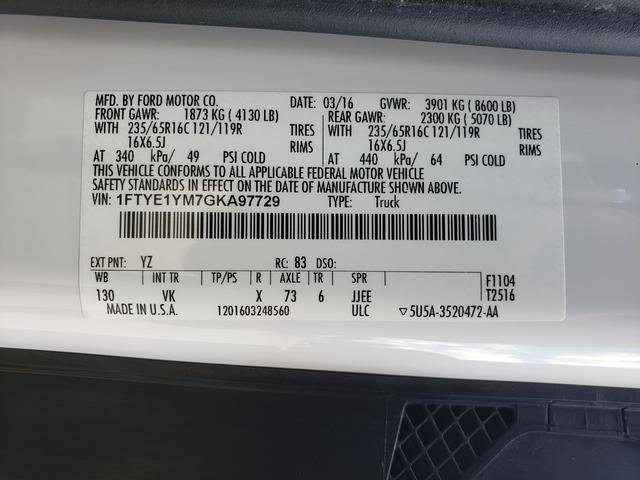 MFD. BY FORD MOTOR CO. DATE: 03/16 GVWR: 3901 KG ( 8600 LB)
FRONT GAWR: 1873 KG ( 4130 LB) REAR GAWR: 2300 KG ( 5070 LB)
WITH 235/65R16C 121/119R TIRES WITH 235/65R16C 121/119R TIRES
16X6.5J RIMS 16X6.5J RIMS
AT 340 kPa/ 49 PSI COLD AT 440 kPa/ 64 PSI COLD
THIS VEHICLE CONFORMS TO ALL APPLICABLE FEDERAL MOTOR VEHICLE
SAFETY STANDARDS IN EFFECT ON THE DATE OF MANUFACTURE SHOWN ABOVE.
VIN: 1FTYE1YM7GKA97729 TYPE: Truck
EXT PNT: YZ RC: 83 DSO:
WB INT TR TP/PS R AXLE TR SPR F1104
130 VK X 73 6 JJEE T2516
MADE IN U.S.A. 1201603248560 ULC ▽5U5A-3520472-AA